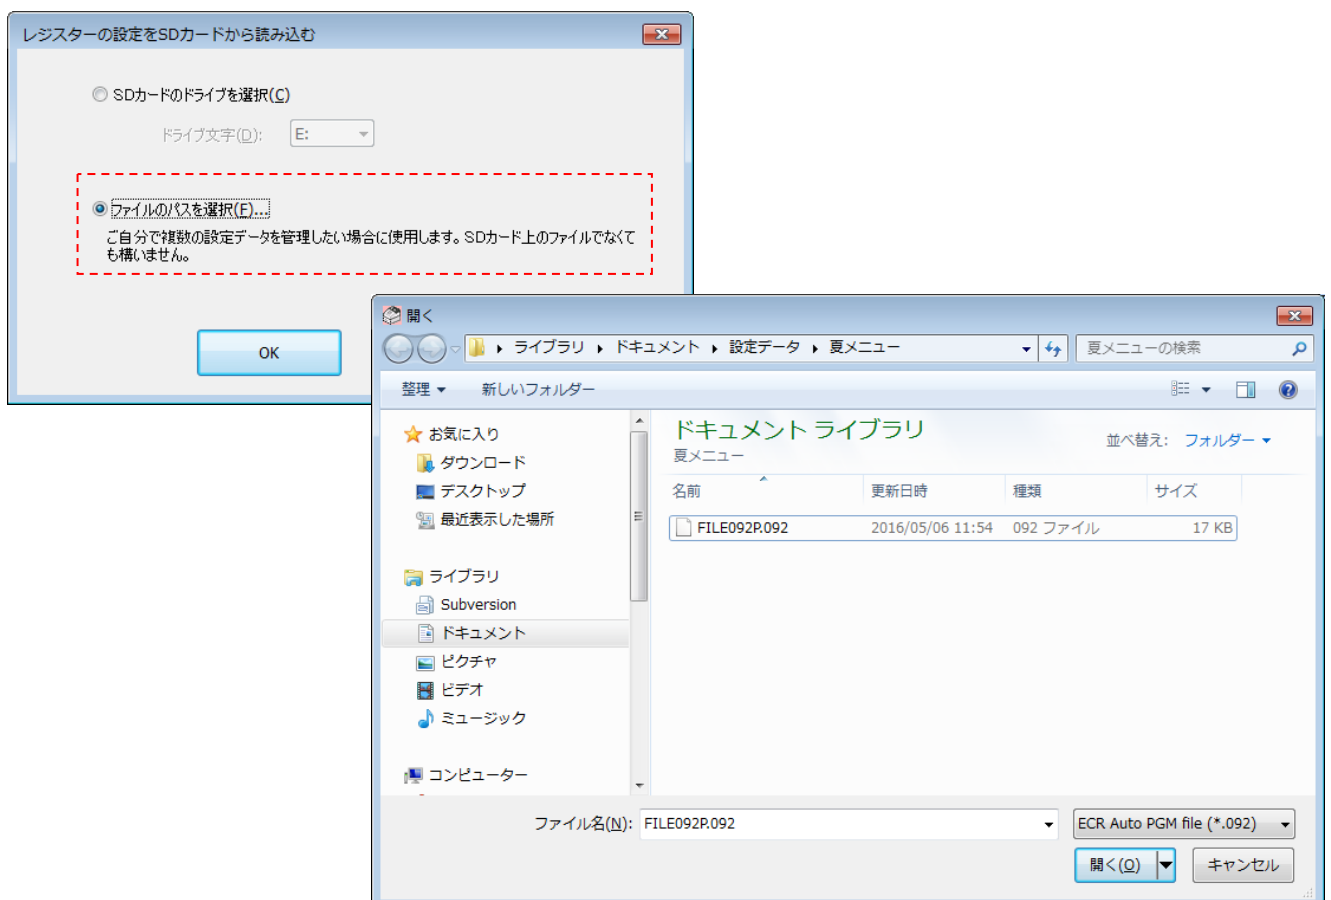 レジスターの設定をSDカードから読み込む
SDカードのドライブを選択(C)
ドライブ文字(D): E:
ファイルのパスを選択(F)...
ご自分で複数の設定データを管理したい場合に使用します。SDカード上のファイルでなくて
も構いません。
OK
開く
ライブラリ ドキュメント 設定データ 夏メニュー 夏メニューの検索
整理 新しいフォルダー
お気に入り
ダウンロード
デスクトップ
最近表示した場所
ライブラリ
Subversion
ドキュメント
ピクチャ
ビデオ
ミュージック
コンピューター
ドキュメント ライブラリ
夏メニュー
並べ替え: フォルダー
名前 更新日時 種類 サイズ
FILE092P.092 2016/05/06 11:54 092 ファイル 17 KB
ファイル名(N): FILE092P.092 ECR Auto PGM file (*.092)
開く(O) キャンセル